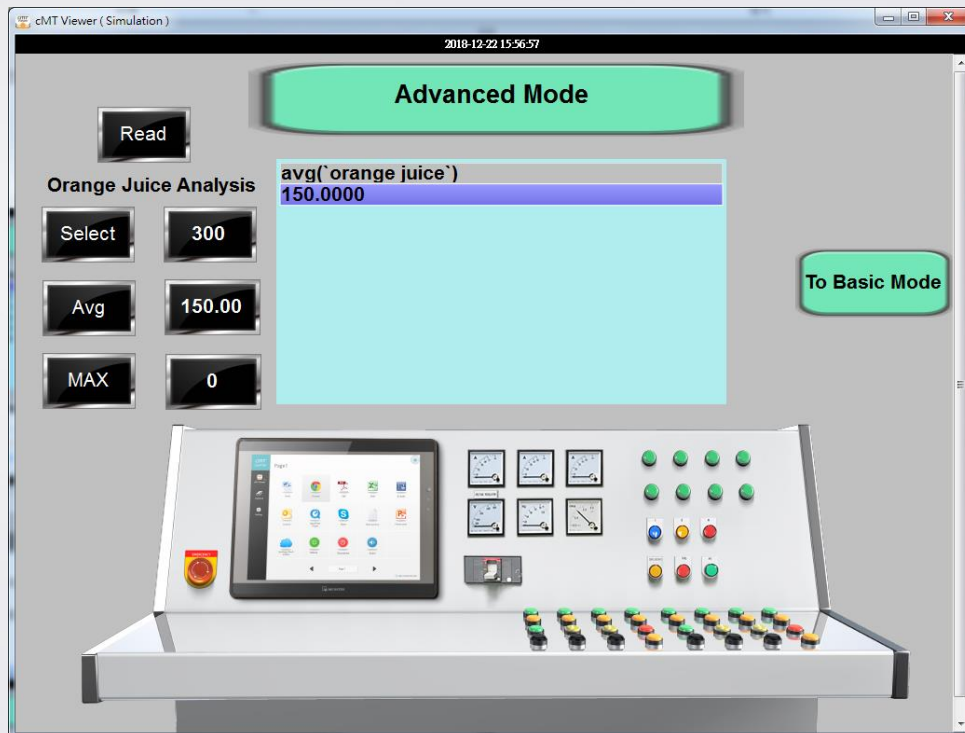 cMT Viewer ( Simulation )
2018-12-22 15:56:57
Advanced Mode
Read
Orange Juice Analysis
avg(`orange juice`)
150.0000
Select
300
To Basic Mode
Avg
150.00
MAX
0